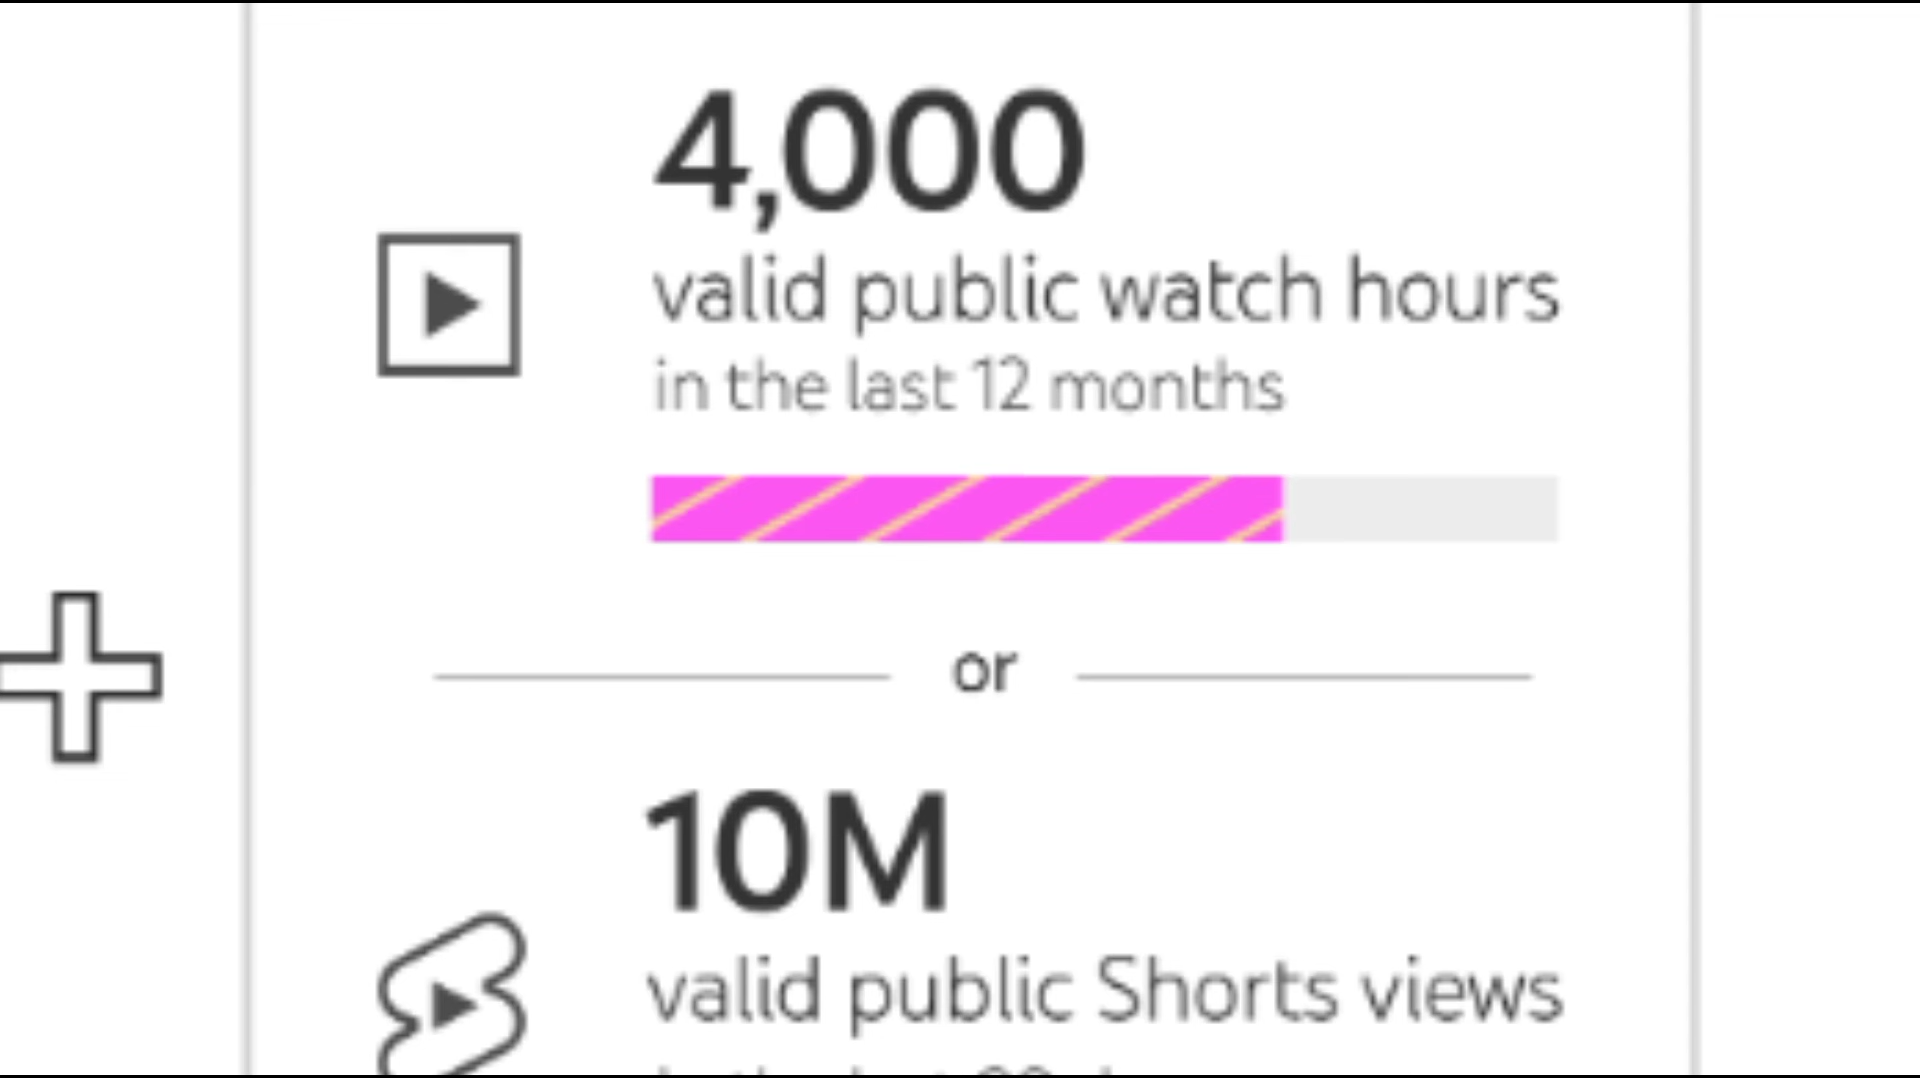 4,000
valid public watch hours
in the last 12 months
or
10M
valid public Shorts views